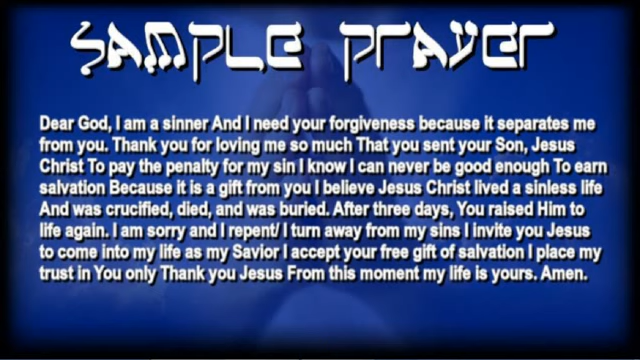 SAMPLE PRAYER
Dear God, I am a sinner And I need your forgiveness because it separates me
from you. Thank you for loving me so much That you sent your Son, Jesus
Christ To pay the penalty for my sin I know I can never be good enough To earn
salvation Because it is a gift from you I believe Jesus Christ lived a sinless life
And was crucified, died, and was buried. After three days, You raised Him to
life again. I am sorry and I repent/ I turn away from my sins I invite you Jesus
to come into my life as my Savior I accept your free gift of salvation I place my
trust in You only Thank you Jesus From this moment my life is yours. Amen.